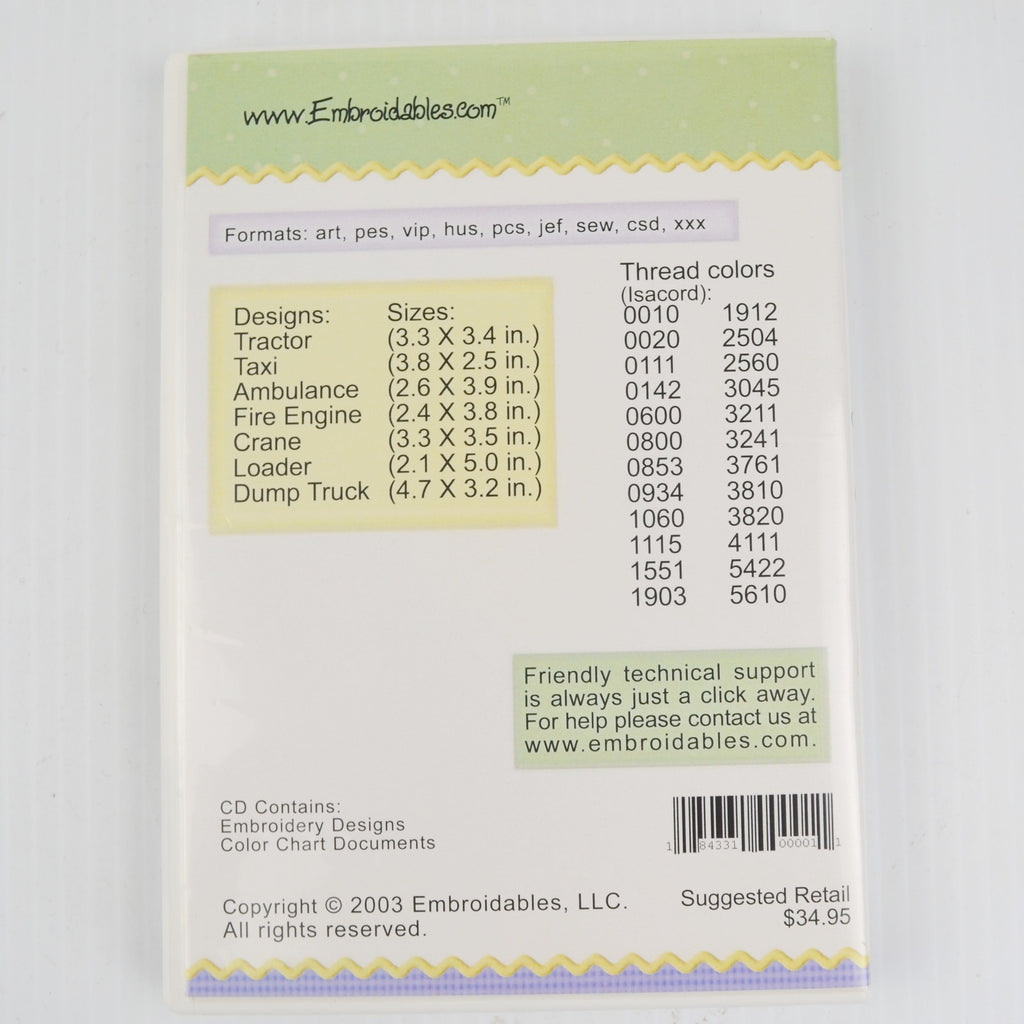 www.Embroidables.com™
Formats: art, pes, vip, hus, pcs, jef, sew, csd, xxx
Designs: Sizes:
Tractor (3.3 X 3.4 in.)
Taxi (3.8 X 2.5 in.)
Ambulance (2.6 X 3.9 in.)
Fire Engine (2.4 X 3.8 in.)
Crane (3.3 X 3.5 in.)
Loader (2.1 X 5.0 in.)
Dump Truck (4.7 X 3.2 in.)
Thread colors
(Isacord):
0010 1912
0020 2504
0111 2560
0142 3045
0600 3211
0800 3241
0853 3761
0934 3810
1060 3820
1115 4111
1551 5422
1903 5610
Friendly technical support
is always just a click away.
For help please contact us at
www.embroidables.com.
CD Contains:
Embroidery Designs
Color Chart Documents
1 84331 00001 1
Copyright © 2003 Embroidables, LLC.
All rights reserved.
Suggested Retail
$34.95